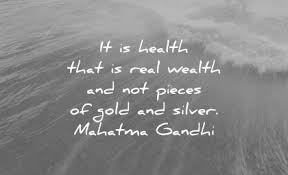 It is health
that is real wealth
and not pieces
of gold and silver.
Mahatma Gandhi